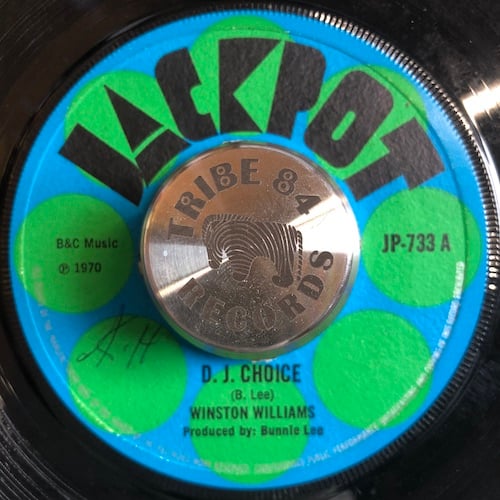 JACKPOT
TRIBE 84
RECORDS
B&C Music
℗ 1970
JP-733 A
D. J. CHOICE
(B. Lee)
WINSTON WILLIAMS
Produced by: Bunnie Lee